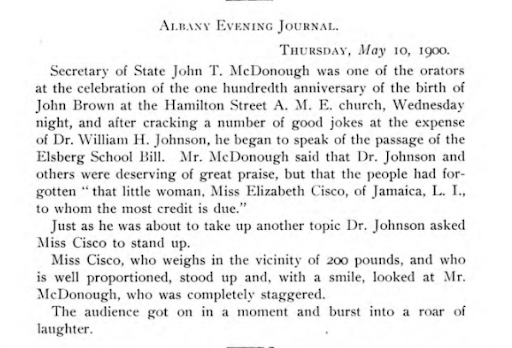 ALBANY EVENING JOURNAL.
THURSDAY, May 10, 1900.
Secretary of State John T. McDonough was one of the orators
at the celebration of the one hundredth anniversary of the birth of
John Brown at the Hamilton Street A. M. E. church, Wednesday
night, and after cracking a number of good jokes at the expense
of Dr. William H. Johnson, he began to speak of the passage of the
Elsberg School Bill. Mr. McDonough said that Dr. Johnson and
others were deserving of great praise, but that the people had for-
gotten " that little woman, Miss Elizabeth Cisco, of Jamaica, L. I.,
to whom the most credit is due."
Just as he was about to take up another topic Dr. Johnson asked
Miss Cisco to stand up.
Miss Cisco, who weighs in the vicinity of 200 pounds, and who
is well proportioned, stood up and, with a smile, looked at Mr.
McDonough, who was completely staggered.
The audience got on in a moment and burst into a roar of
laughter.